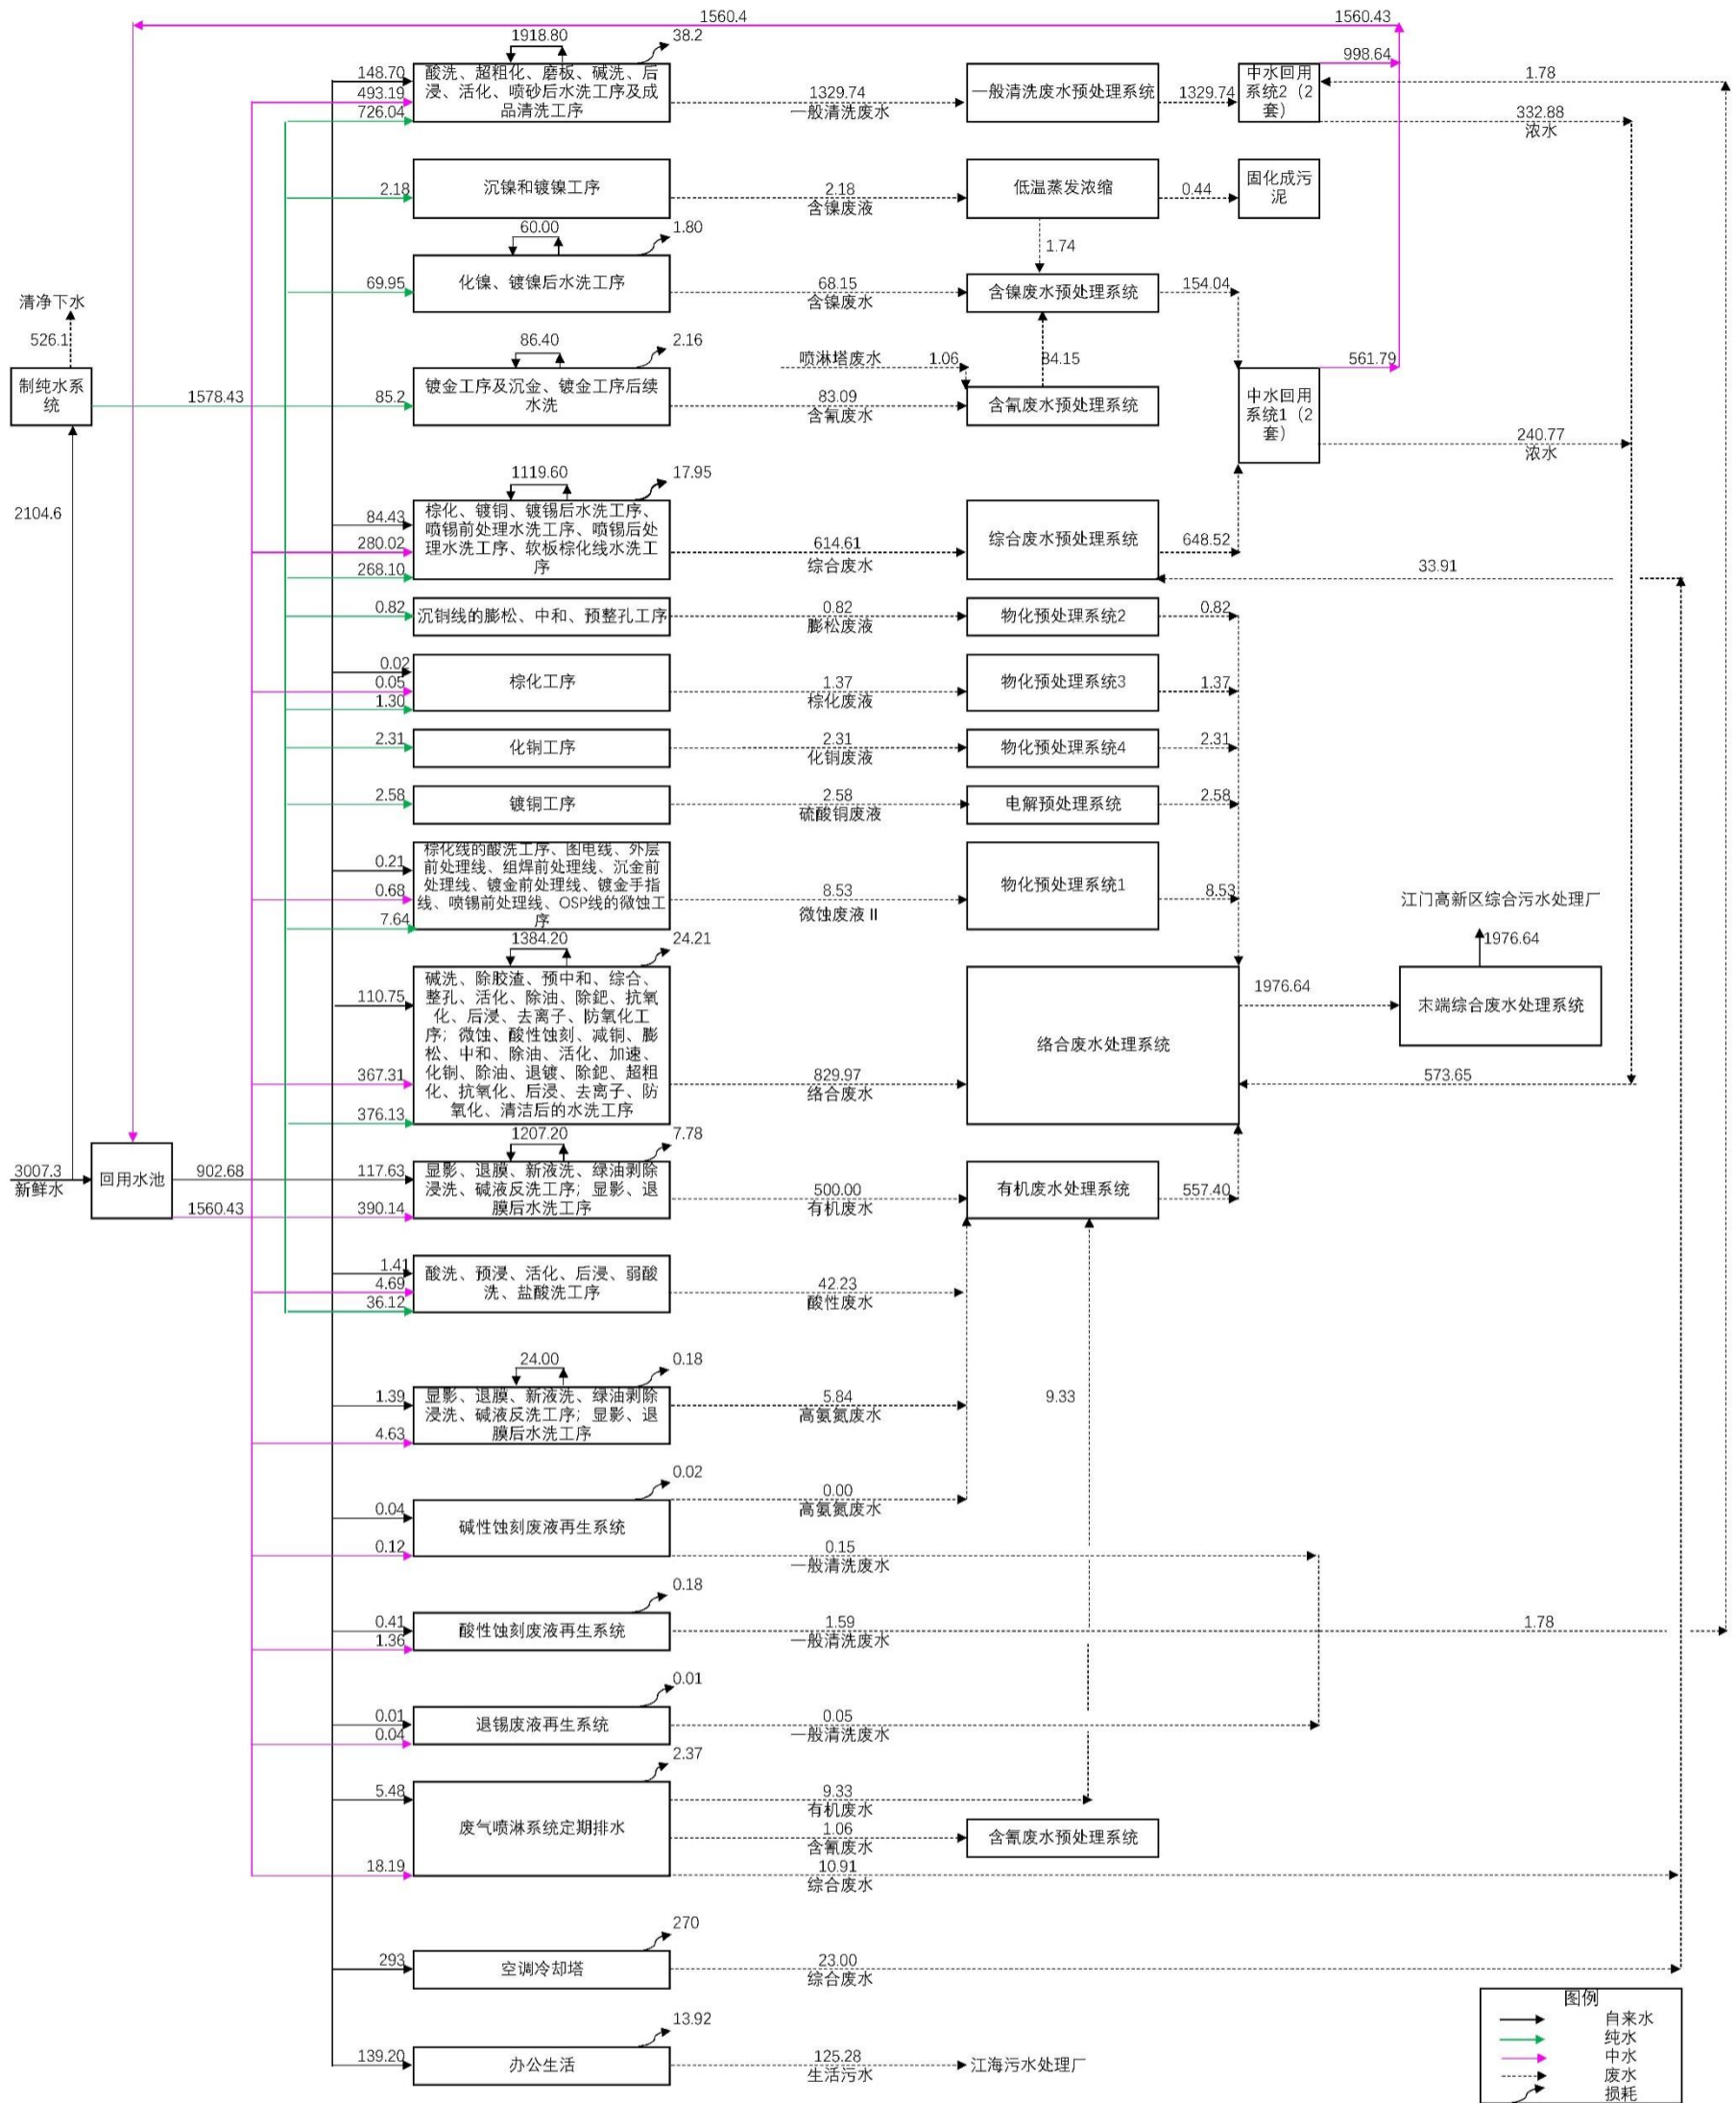 1560.4
1560.43
1918.80
38.2
998.64
148.70
493.19
726.04
酸洗、超粗化、磨板、碱洗、后
浸、活化、喷砂后水洗工序及成
品清洗工序
1329.74
一般清洗废水
一般清洗废水预处理系统
1329.74
中水回用
系统2（2
套）
1.78
332.88
浓水
2.18
沉镍和镀镍工序
2.18
含镍废液
低温蒸发浓缩
0.44
固化成污
泥
60.00
1.80
1.74
69.95
化镍、镀镍后水洗工序
68.15
含镍废水
含镍废水预处理系统
154.04
清净下水
526.1
86.40
2.16
喷淋塔废水
1.06
84.15
561.79
制纯水系
统
1578.43
85.2
镀金工序及沉金、镀金工序后续
水洗
83.09
含氰废水
含氰废水预处理系统
中水回用
系统1（2
套）
240.77
浓水
2104.6
1119.60
17.95
84.43
280.02
268.10
棕化、镀铜、镀锡后水洗工序、
喷锡前处理水洗工序、喷锡后处
理水洗工序、软板棕化线水洗工
序
614.61
综合废水
综合废水预处理系统
648.52
33.91
0.82
沉铜线的膨松、中和、预整孔工序
0.82
膨松废液
物化预处理系统2
0.82
0.02
0.05
1.30
棕化工序
1.37
棕化废液
物化预处理系统3
1.37
2.31
化铜工序
2.31
化铜废液
物化预处理系统4
2.31
2.58
镀铜工序
2.58
硫酸铜废液
电解预处理系统
2.58
0.21
0.68
7.64
棕化线的酸洗工序、图电线、外层
前处理线、组焊前处理线、沉金前
处理线、镀金前处理线、镀金手指
线、喷锡前处理线、OSP线的微蚀工
序
8.53
微蚀废液 II
物化预处理系统1
8.53
江门高新区综合污水处理厂
1976.64
1384.20
24.21
110.75
367.31
376.13
碱洗、除胶渣、预中和、综合、
整孔、活化、除油、除鈀、抗氧
化、后浸、去离子、防氧化工
序；微蚀、酸性蚀刻、减铜、膨
松、中和、除油、活化、加速、
化铜、除油、退镀、除鈀、超粗
化、抗氧化、后浸、去离子、防
氧化、清洁后的水洗工序
829.97
络合废水
络合废水处理系统
1976.64
末端综合废水处理系统
573.65
1207.20
7.78
3007.3
新鲜水
回用水池
902.68
1560.43
117.63
390.14
显影、退膜、新液洗、绿油剥除
浸洗、碱液反洗工序；显影、退
膜后水洗工序
500.00
有机废水
有机废水处理系统
557.40
1.41
4.69
36.12
酸洗、预浸、活化、后浸、弱酸
洗、盐酸洗工序
42.23
酸性废水
24.00
0.18
1.39
4.63
显影、退膜、新液洗、绿油剥除
浸洗、碱液反洗工序；显影、退
膜后水洗工序
5.84
高氨氮废水
9.33
0.02
0.04
0.12
碱性蚀刻废液再生系统
0.00
高氨氮废水
0.15
一般清洗废水
0.18
0.41
1.36
酸性蚀刻废液再生系统
1.59
一般清洗废水
1.78
0.01
0.01
0.04
退锡废液再生系统
0.05
一般清洗废水
2.37
5.48
18.19
废气喷淋系统定期排水
9.33
有机废水
1.06
含氰废水
含氰废水预处理系统
10.91
综合废水
270
293
空调冷却塔
23.00
综合废水
13.92
139.20
办公生活
125.28
生活污水
江海污水处理厂
图例
自来水
纯水
中水
废水
损耗